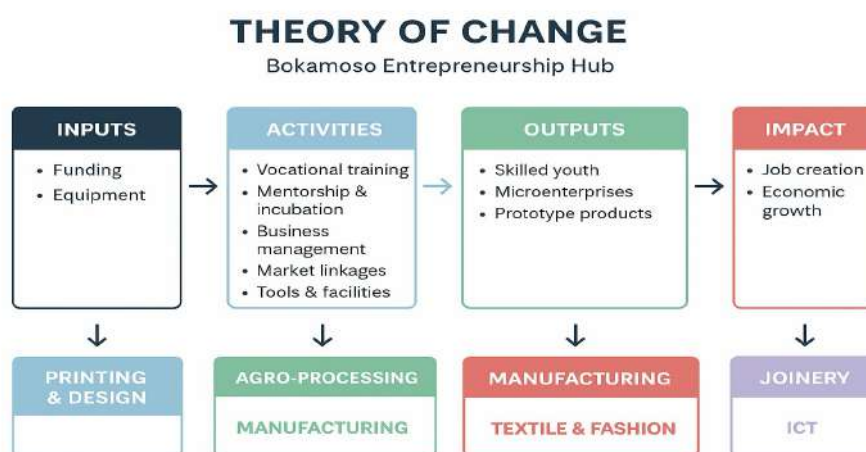 THEORY OF CHANGE
Bokamoso Entrepreneurship Hub
INPUTS
• Funding
• Equipment
ACTIVITIES
• Vocational training
• Mentorship &
incubation
• Business
management
• Market linkages
• Tools & facilities
OUTPUTS
• Skilled youth
• Microenterprises
• Prototype products
IMPACT
• Job creation
• Economic
growth
PRINTING
& DESIGN
AGRO-PROCESSING
MANUFACTURING
MANUFACTURING
TEXTILE & FASHION
JOINERY
ICT